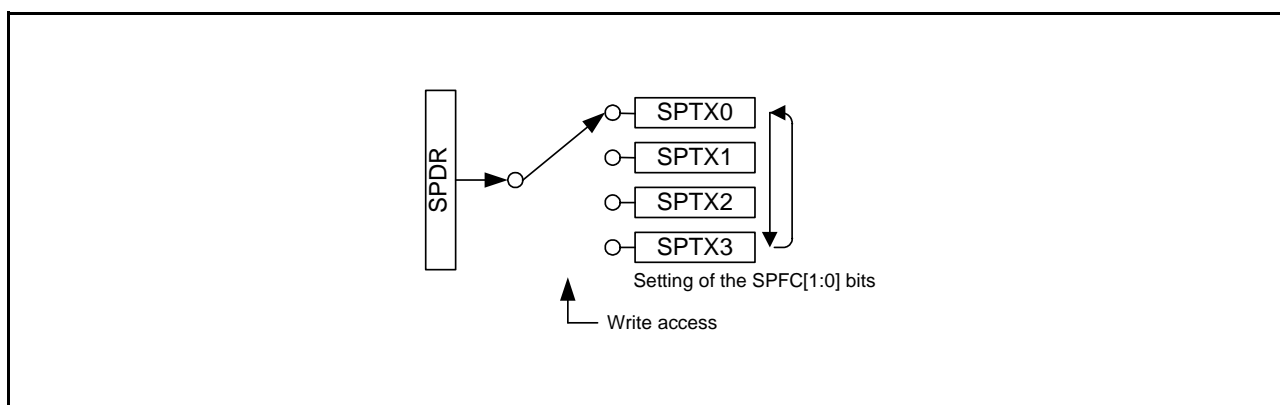 SPDR
SPTX0
SPTX1
SPTX2
SPTX3
Setting of the SPFC[1:0] bits
Write access